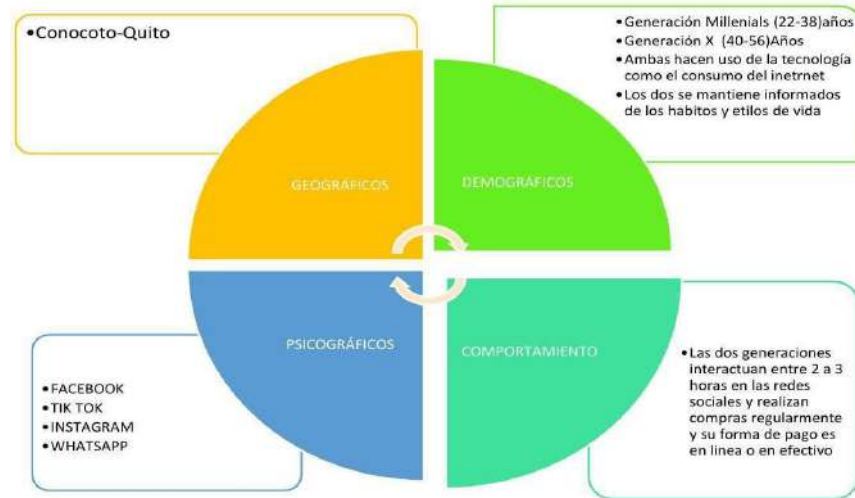 •Conocoto-Quito
•Generación Millenials (22-38)años
•Generación X (40-56)Años
•Ambas hacen uso de la tecnología
como el consumo del inetrnet
•Los dos se mantiene informados
de los habitos y etilos de vida
GEOGRÁFICOS
DEMOGRÁFICOS
PSICOGRÁFICOS
COMPORTAMIENTO
•FACEBOOK
•TIK TOK
•INSTAGRAM
•WHATSAPP
•Las dos generaciones
interactuan entre 2 a 3
horas en las redes
sociales y realizan
compras regularmente
y su forma de pago es
en linea o en efectivo